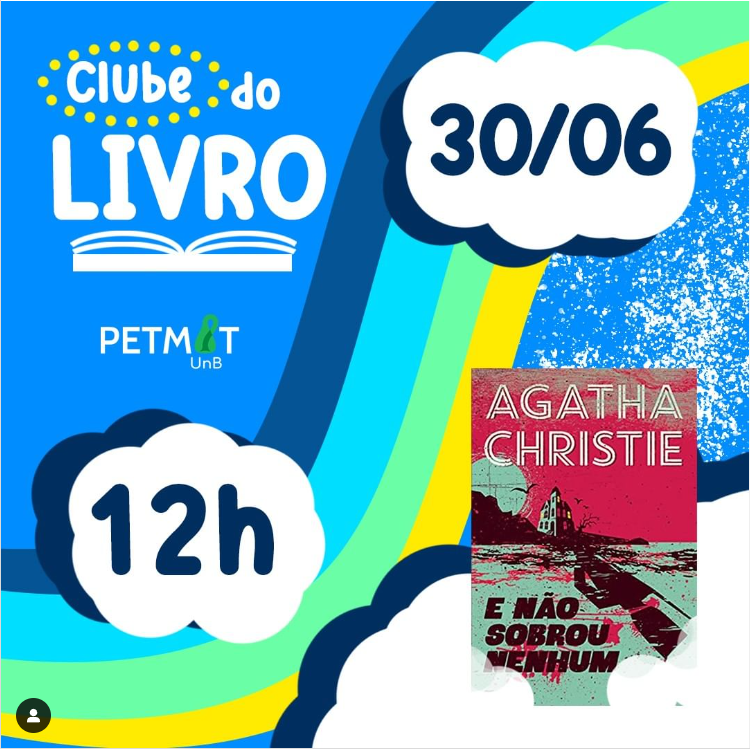 Clube do
LIVRO
30/06
PETMAT
UnB
12h
AGATHA
CHRISTIE
E NÃO
SOBROU
NENHUM